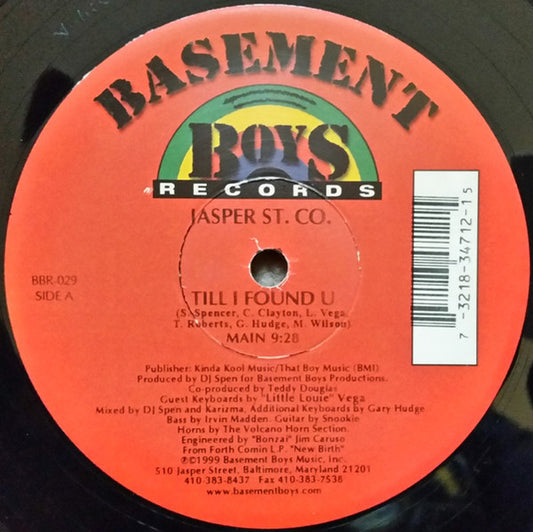 BASEMENT
BOYS
RECORDS
JASPER ST. CO.
BBR-029
SIDE A
TILL I FOUND U
(S. Spencer, C. Clayton, L. Vega,
T. Roberts, G. Hudge, M. Wilson)
MAIN 9:28
Publisher: Kinda Kool Music/That Boy Music (BMI)
Produced by DJ Spen for Basement Boys Productions.
Co-produced by Teddy Douglas
Guest Keyboards by "Little Louie" Vega
Mixed by DJ Spen and Karizma, Additional Keyboards by Gary Hudge
Bass by Irvin Madden. Guitar by Snookie
Horns by The Volcano Horn Section.
Engineered by "Bonzai" Jim Caruso
From Forth Comin L.P. "New Birth"
℗©1999 Basement Boys Music, Inc.
510 Jasper Street, Baltimore, Maryland 21201
410-383-8437 Fax 410-383-7538
www.basementboys.com
7 -3218-34712-1 5